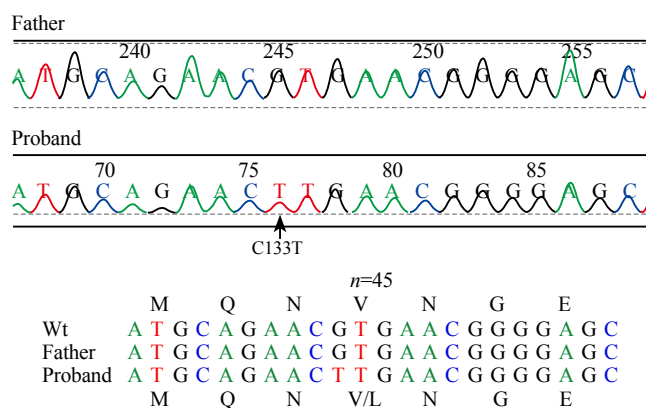 Father
240 245 250 255
A T G C A G A A C G T G A A C G G G G A G C
Proband
70 75 80 85
A T G C A G A A C T T G A A C G G G G A G C
C133T
n=45
M Q N V N G E
Wt A T G C A G A A C G T G A A C G G G G A G C
Father A T G C A G A A C G T G A A C G G G G A G C
Proband A T G C A G A A C T T G A A C G G G G A G C
M Q N V/L N G E